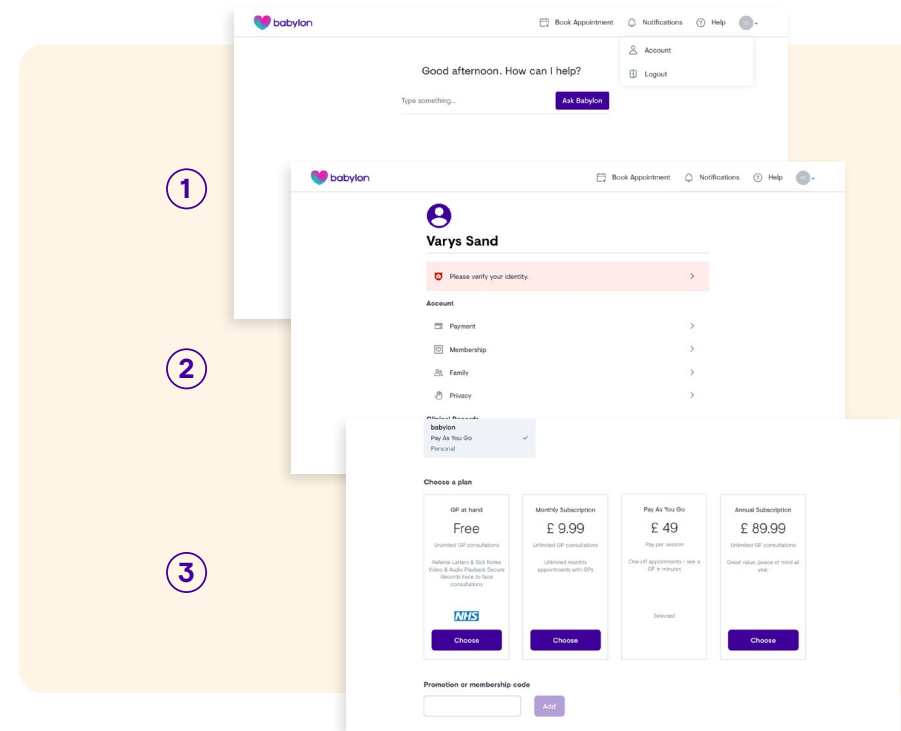 babylon
Book Appointment
Notifications
Help
Account
Logout
Good afternoon. How can I help?
Type something...
Ask Babylon
1
babylon
Book Appointment
Notifications
Help
Varys Sand
Please verify your identity.
Account
Payment
Membership
Family
Privacy
Clinical Records
2
babylon
Pay As You Go
Personal
Choose a plan
GP at hand
Free
Unlimited GP consultations
Referral Letters & Sick Notes
Video & Audio Playback Secure
Records Face to face
consultations
NHS
Choose
Monthly Subscription
£ 9.99
Unlimited GP consultations
Unlimited monthly
appointments with GPs
Choose
Pay As You Go
£ 49
Pay per session
One off appointments - see a
GP in minutes
Selected
Annual Subscription
£ 89.99
Unlimited GP consultations
Great value peace of mind all
year
Choose
3
Promotion or membership code
Add